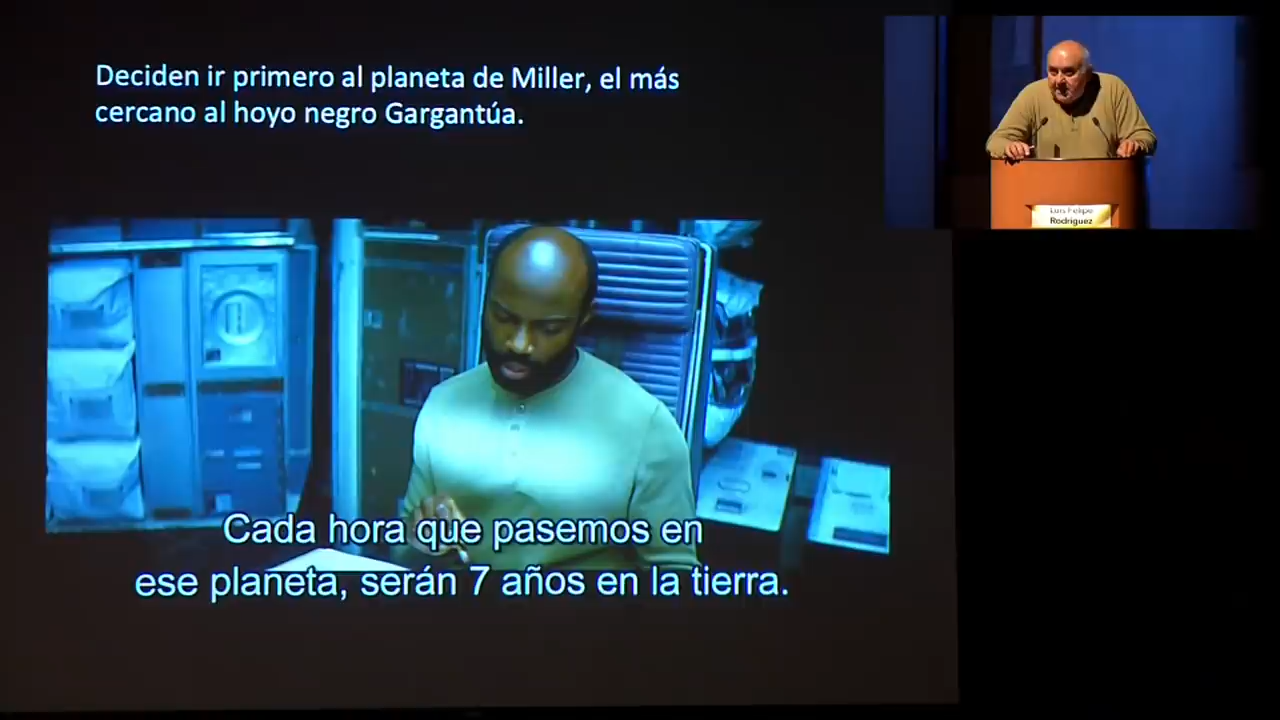 Deciden ir primero al planeta de Miller, el más
cercano al hoyo negro Gargantúa.
Luis Felipe
Rodríguez
Cada hora que pasemos en
ese planeta, serán 7 años en la tierra.